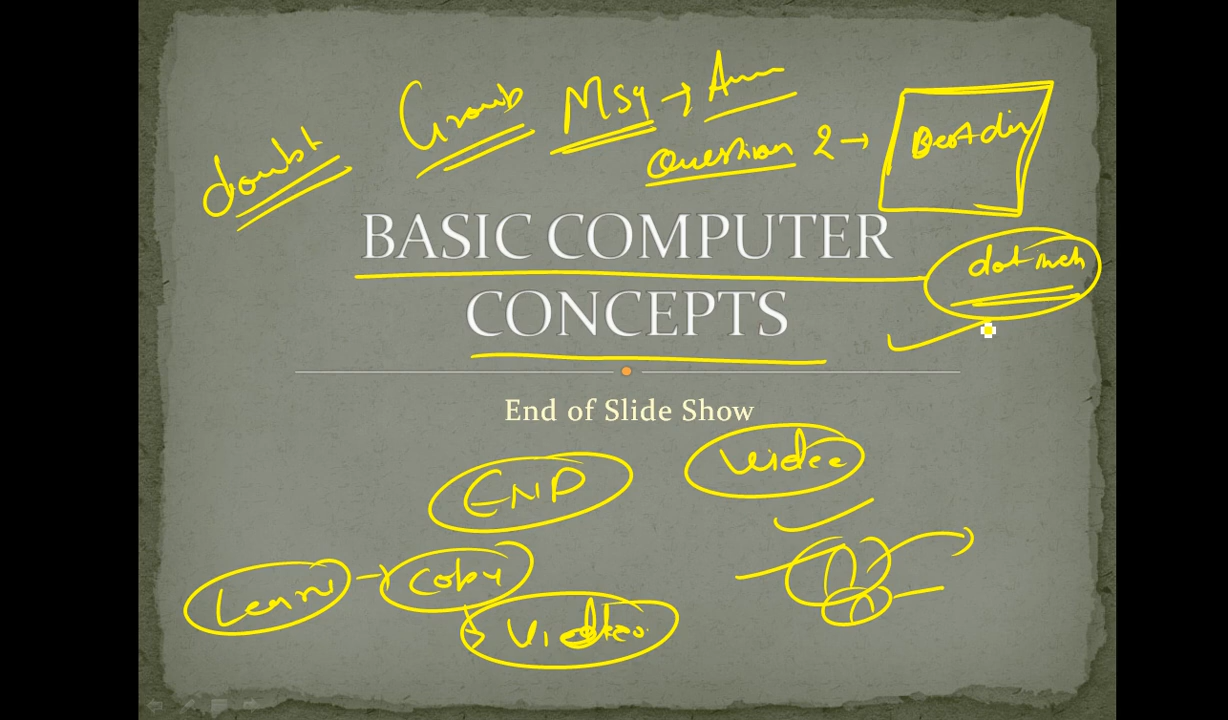 doubt Group Msg → Ans
Question 2 →
BASIC COMPUTER
CONCEPTS
End of Slide Show
Video
END
Learn → Copy
Video